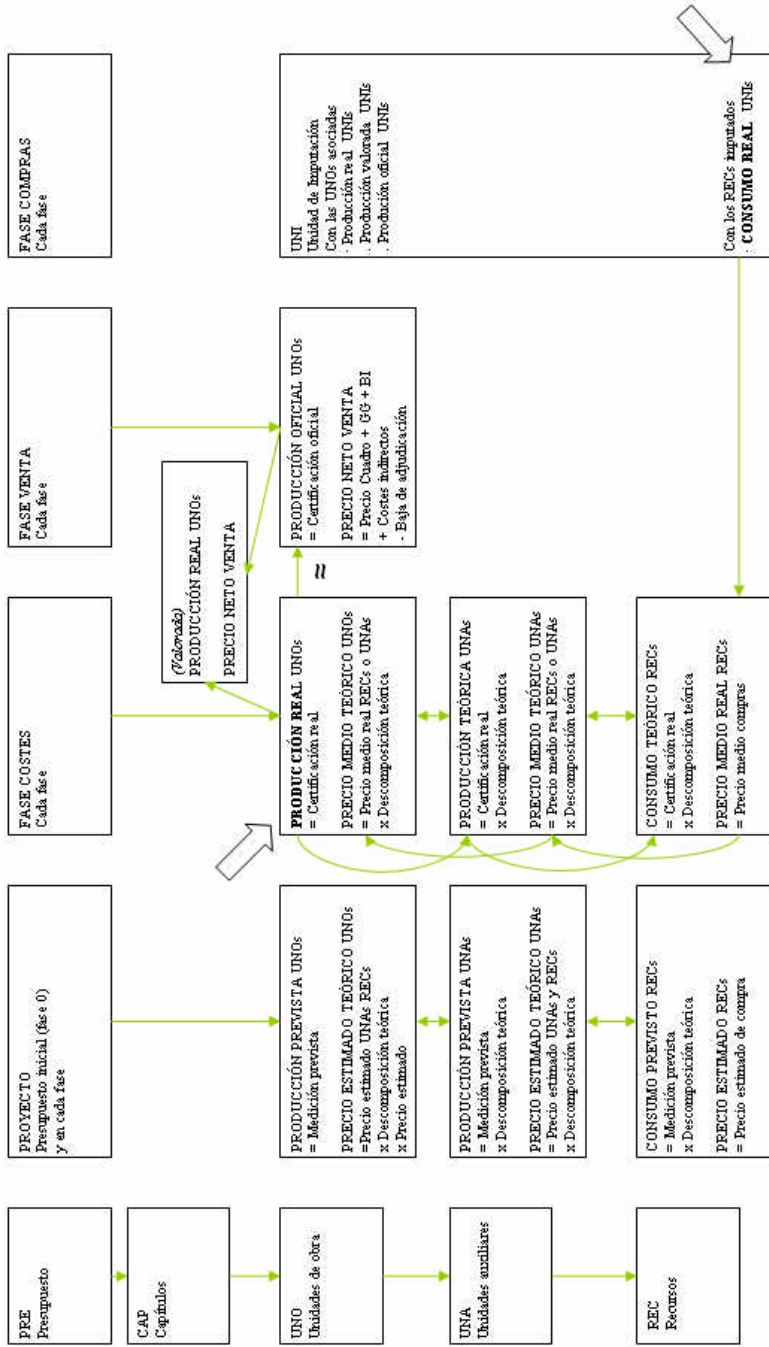 PRE
Presupuesto
PROYECTO
Presupuesto inicial (fase 0)
y en cada fase
FASE COSTES
Cada fase
FASE VENTA
Cada fase
FASE COMPRAS
Cada fase
CAP
Capítulos
(Valorada)
PRODUCCIÓN REAL UNOs
PRECIO NETO VENTA
UNO
Unidades de obra
PRODUCCIÓN PREVISTA UNOs
= Medición prevista
PRECIO ESTIMADO TEÓRICO UNOs
=Precio estimado UNAs RECs
x Descomposición teórica
x Precio estimado
PRODUCCIÓN REAL UNOs
= Certificación real
PRECIO MEDIO TEÓRICO UNOs
= Precio medio real RECs o UNAs
x Descomposición teórica
≈
PRODUCCIÓN OFICIAL UNOs
= Certificación oficial
PRECIO NETO VENTA
= Precio Cuadro + GG + BI
+ Costes indirectos
- Baja de adjudicación
UNI
Unidad de Imputación
Con las UNOs asociadas
. Producción real UNIs
. Producción valorada UNIs
. Produción oficial UNIs
UNA
Unidades auxiliares
PRODUCCIÓN PREVISTA UNAs
= Medición prevista
x Descomposición teórica
PRECIO ESTIMADO TEÓRICO UNAs
= Precio estimado UNAs y RECs
x Descomposición teórica
PRODUCCIÓN TEÓRICA UNAs
= Certificación real
x Descomposición teórica
PRECIO MEDIO TEÓRICO UNAs
= Precio medio real RECs o UNAs
x Descomposición teórica
REC
Recursos
CONSUMO PREVISTO RECs
= Medición prevista
x Descomposición teórica
PRECIO ESTIMADO RECs
= Precio estimado de compra
CONSUMO TEÓRICO RECs
= Certificación real
x Descomposición teórica
PRECIO MEDIO REAL RECs
= Precio medio compras
Con los RECs imputados
. CONSUMO REAL UNIs